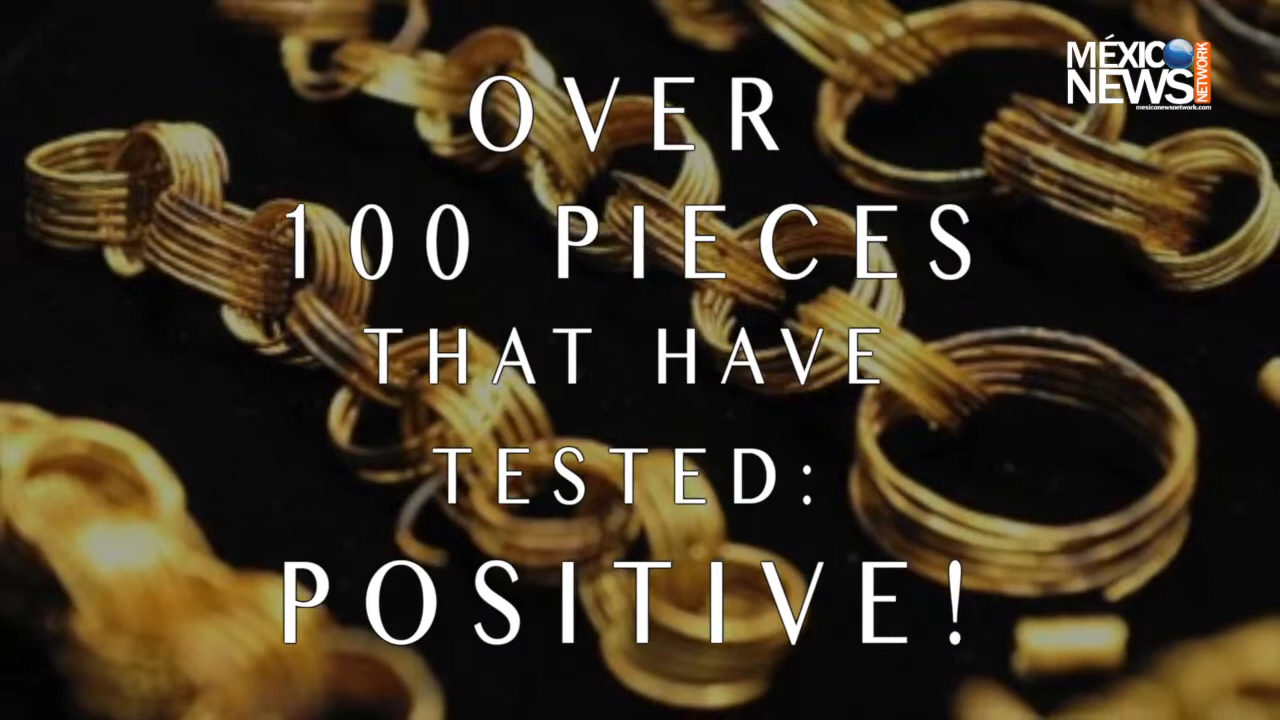 MÉXICO
NEWS
NETWORK
mexiconewsnetwork.com
OVER
100 PIECES
THAT HAVE
TESTED:
POSITIVE!